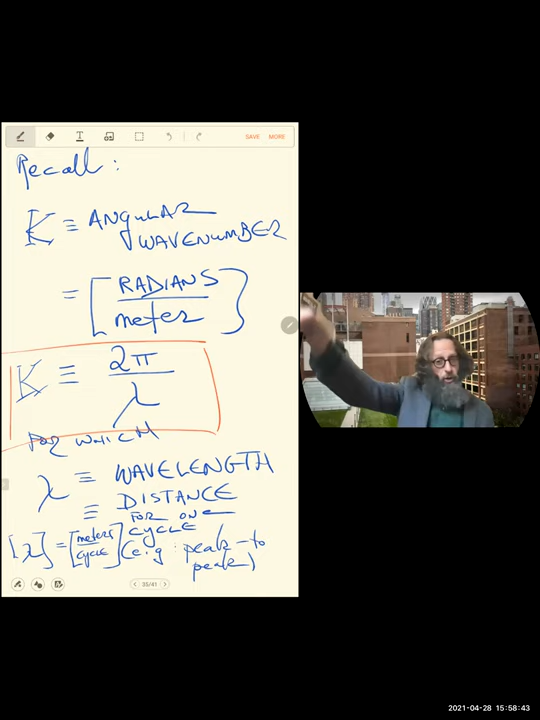 SAVE MORE
Recall :
K ≡ ANGULAR
WAVENUMBER
= [RADIANS / meter]
K ≡ 2π / λ
FOR WHICH
λ ≡ WAVELENGTH
≡ DISTANCE
FOR ONE
CYCLE
[λ] = [meters / cycle] (e.g : peak-to
peak)
35/41
2021-04-28 15:58:43